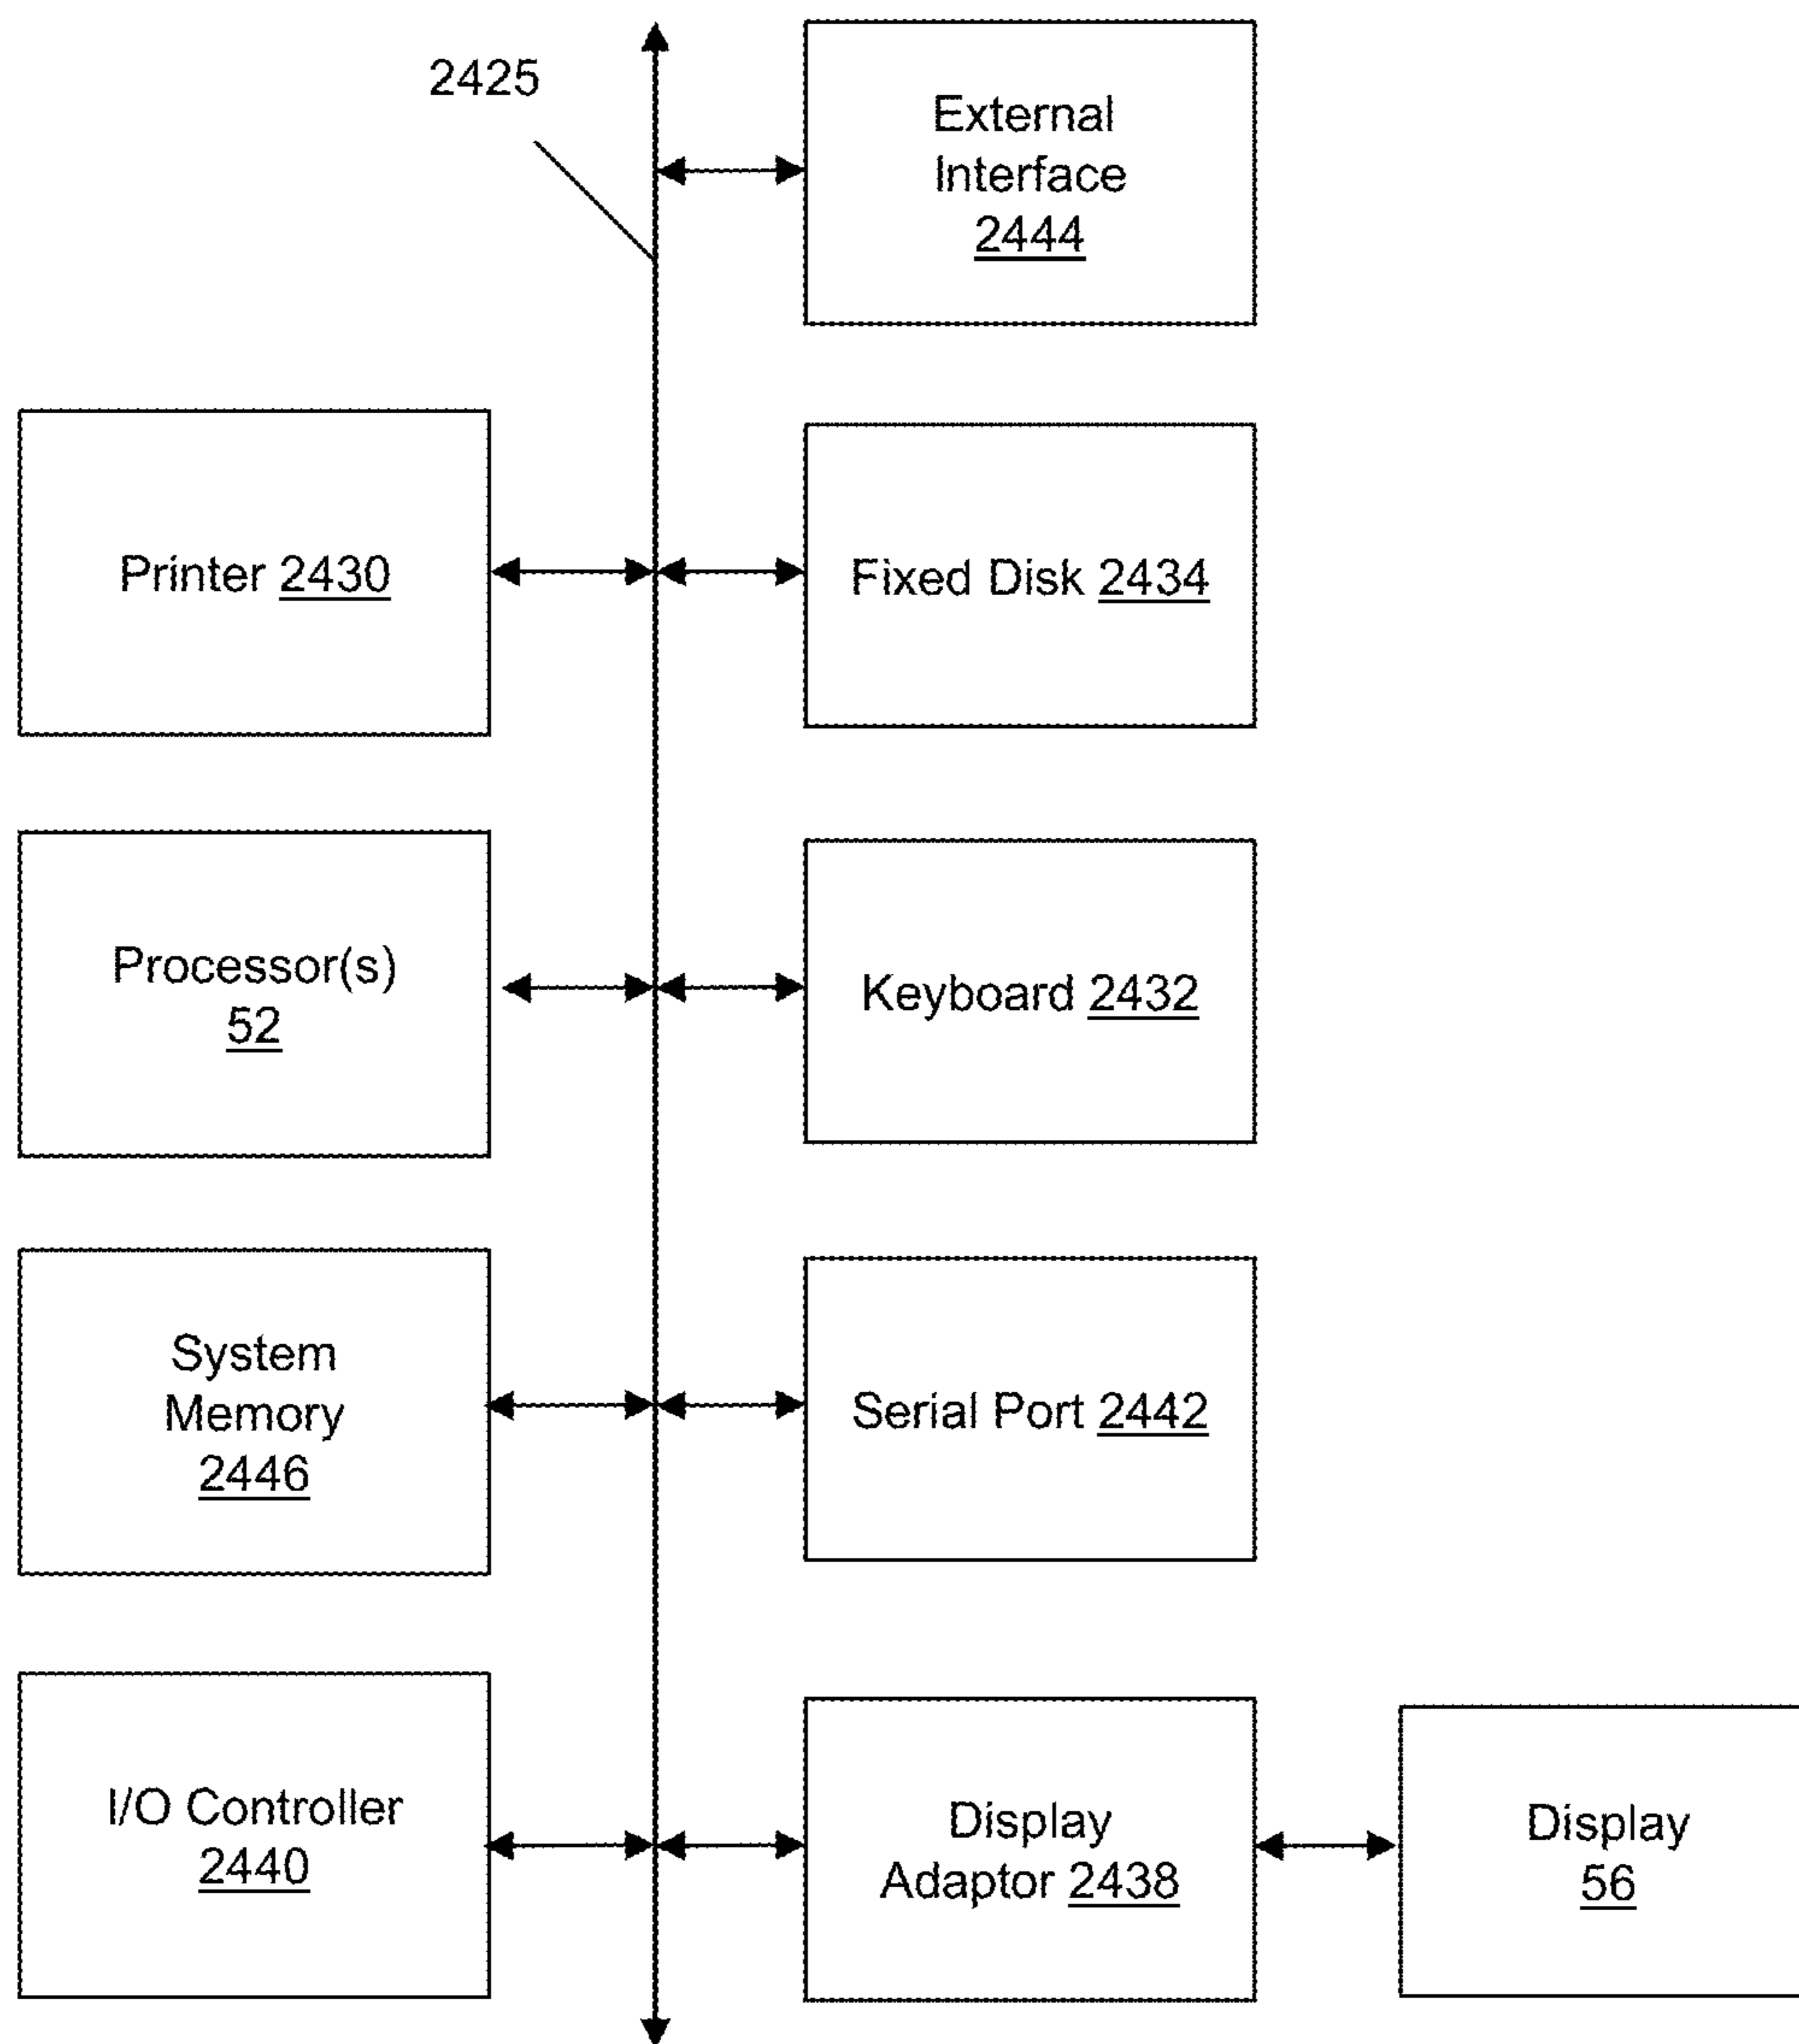 2425
External
Interface
2444
Printer 2430
Fixed Disk 2434
Processor(s)
52
Keyboard 2432
System
Memory
2446
Serial Port 2442
I/O Controller
2440
Display
Adaptor 2438
Display
56